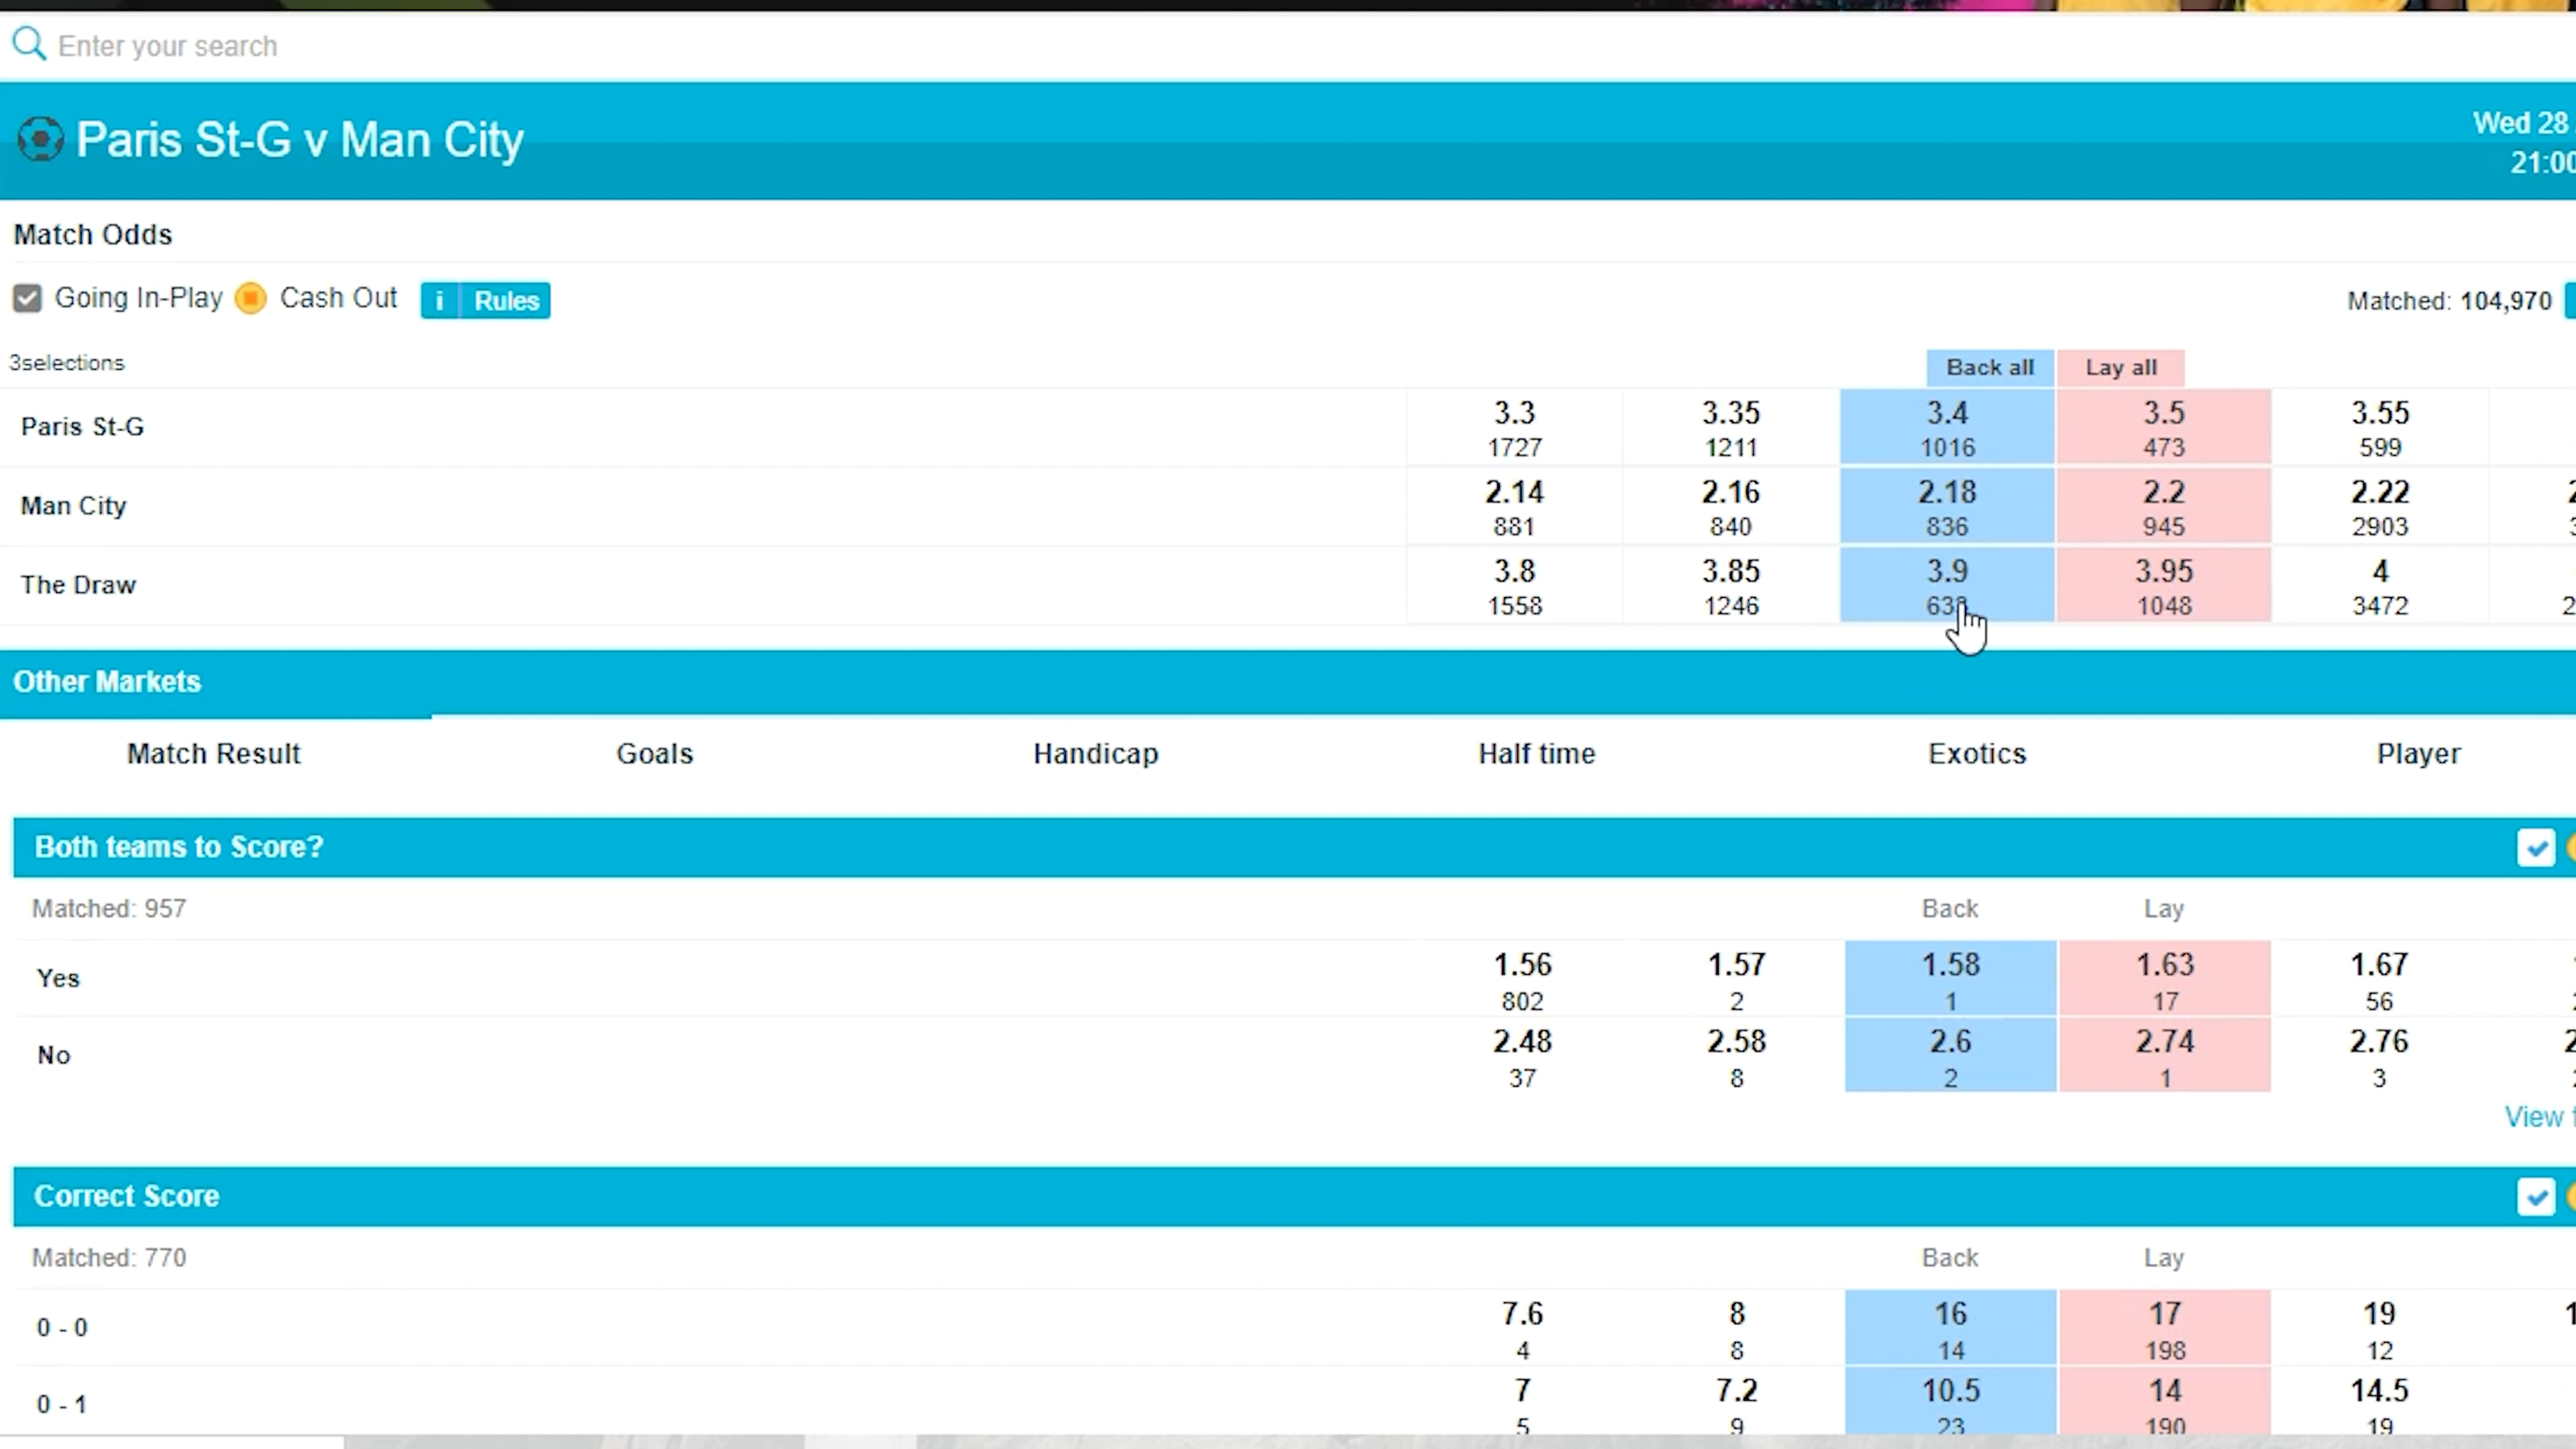 Enter your search
Paris St-G v Man City
Wed 28
21:00
Match Odds
Going In-Play Cash Out i Rules
Matched: 104,970
3selections
Back all Lay all
Paris St-G
3.3 3.35 3.4 3.5 3.55
1727 1211 1016 473 599
Man City
2.14 2.16 2.18 2.2 2.22
881 840 836 945 2903
The Draw
3.8 3.85 3.9 3.95 4
1558 1246 1048 3472
Other Markets
Match Result Goals Handicap Half time Exotics Player
Both teams to Score?
Matched: 957 Back Lay
Yes
1.56 1.57 1.58 1.63 1.67
802 2 1 17 56
No
2.48 2.58 2.6 2.74 2.76
37 8 2 1 3
View
Correct Score
Matched: 770 Back Lay
0 - 0
7.6 8 16 17 19
4 8 14 198 12
0 - 1
7 7.2 10.5 14 14.5
5 9 23 190 19